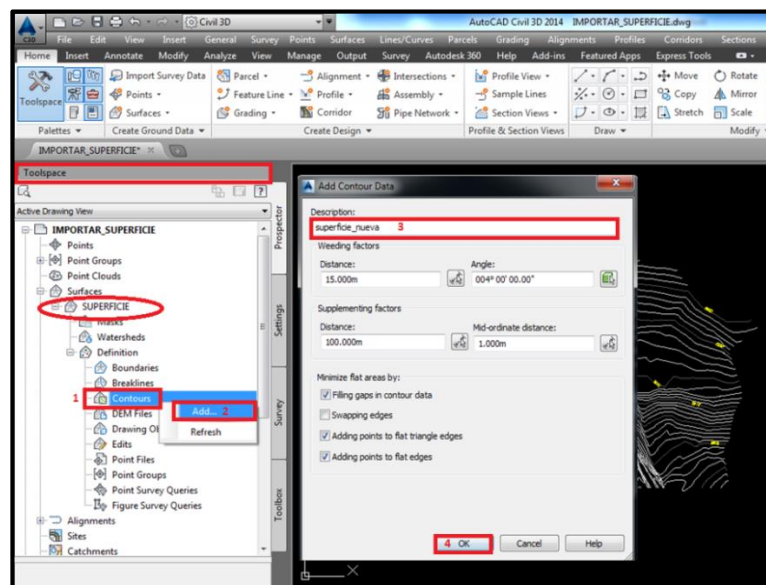 Civil 3D
AutoCAD Civil 3D 2014 IMPORTAR_SUPERFICIE.dwg
C3D
File Edit View Insert General Survey Points Surfaces Lines/Curves Parcels Grading Alignments Profiles Corridors Sections
Home Insert Annotate Modify Analyze View Manage Output Survey Autodesk 360 Help Add-ins Featured Apps Express Tools
Toolspace
Import Survey Data Parcel Alignment Intersections Profile View Move Rotate
Points Feature Line Profile Assembly Sample Lines Copy Mirror
Surfaces Grading Corridor Pipe Network Section Views Stretch Scale
Palettes Create Ground Data Create Design Profile & Section Views Draw Modify
IMPORTAR_SUPERFICIE*
Toolspace
Active Drawing View
IMPORTAR_SUPERFICIE
Points
Point Groups
Point Clouds
Surfaces
SUPERFICIE
Masks
Watersheds
Definition
Boundaries
Breaklines
1 Contours
Add... 2
DEM Files
Refresh
Edits
Point Files
Point Groups
Point Survey Queries
Figure Survey Queries
Alignments
Sites
Catchments
Prospector
Settings
Survey
Toolbox
Add Contour Data
Description:
superficie_nueva 3
Weeding factors
Distance: Angle:
15.000m 004° 00' 00.00"
Supplementing factors
Distance: Mid-ordinate distance:
100.000m 1.000m
Minimize flat areas by:
Filling gaps in contour data
Swapping edges
Adding points to flat triangle edges
Adding points to flat edges
4 OK Cancel Help
X